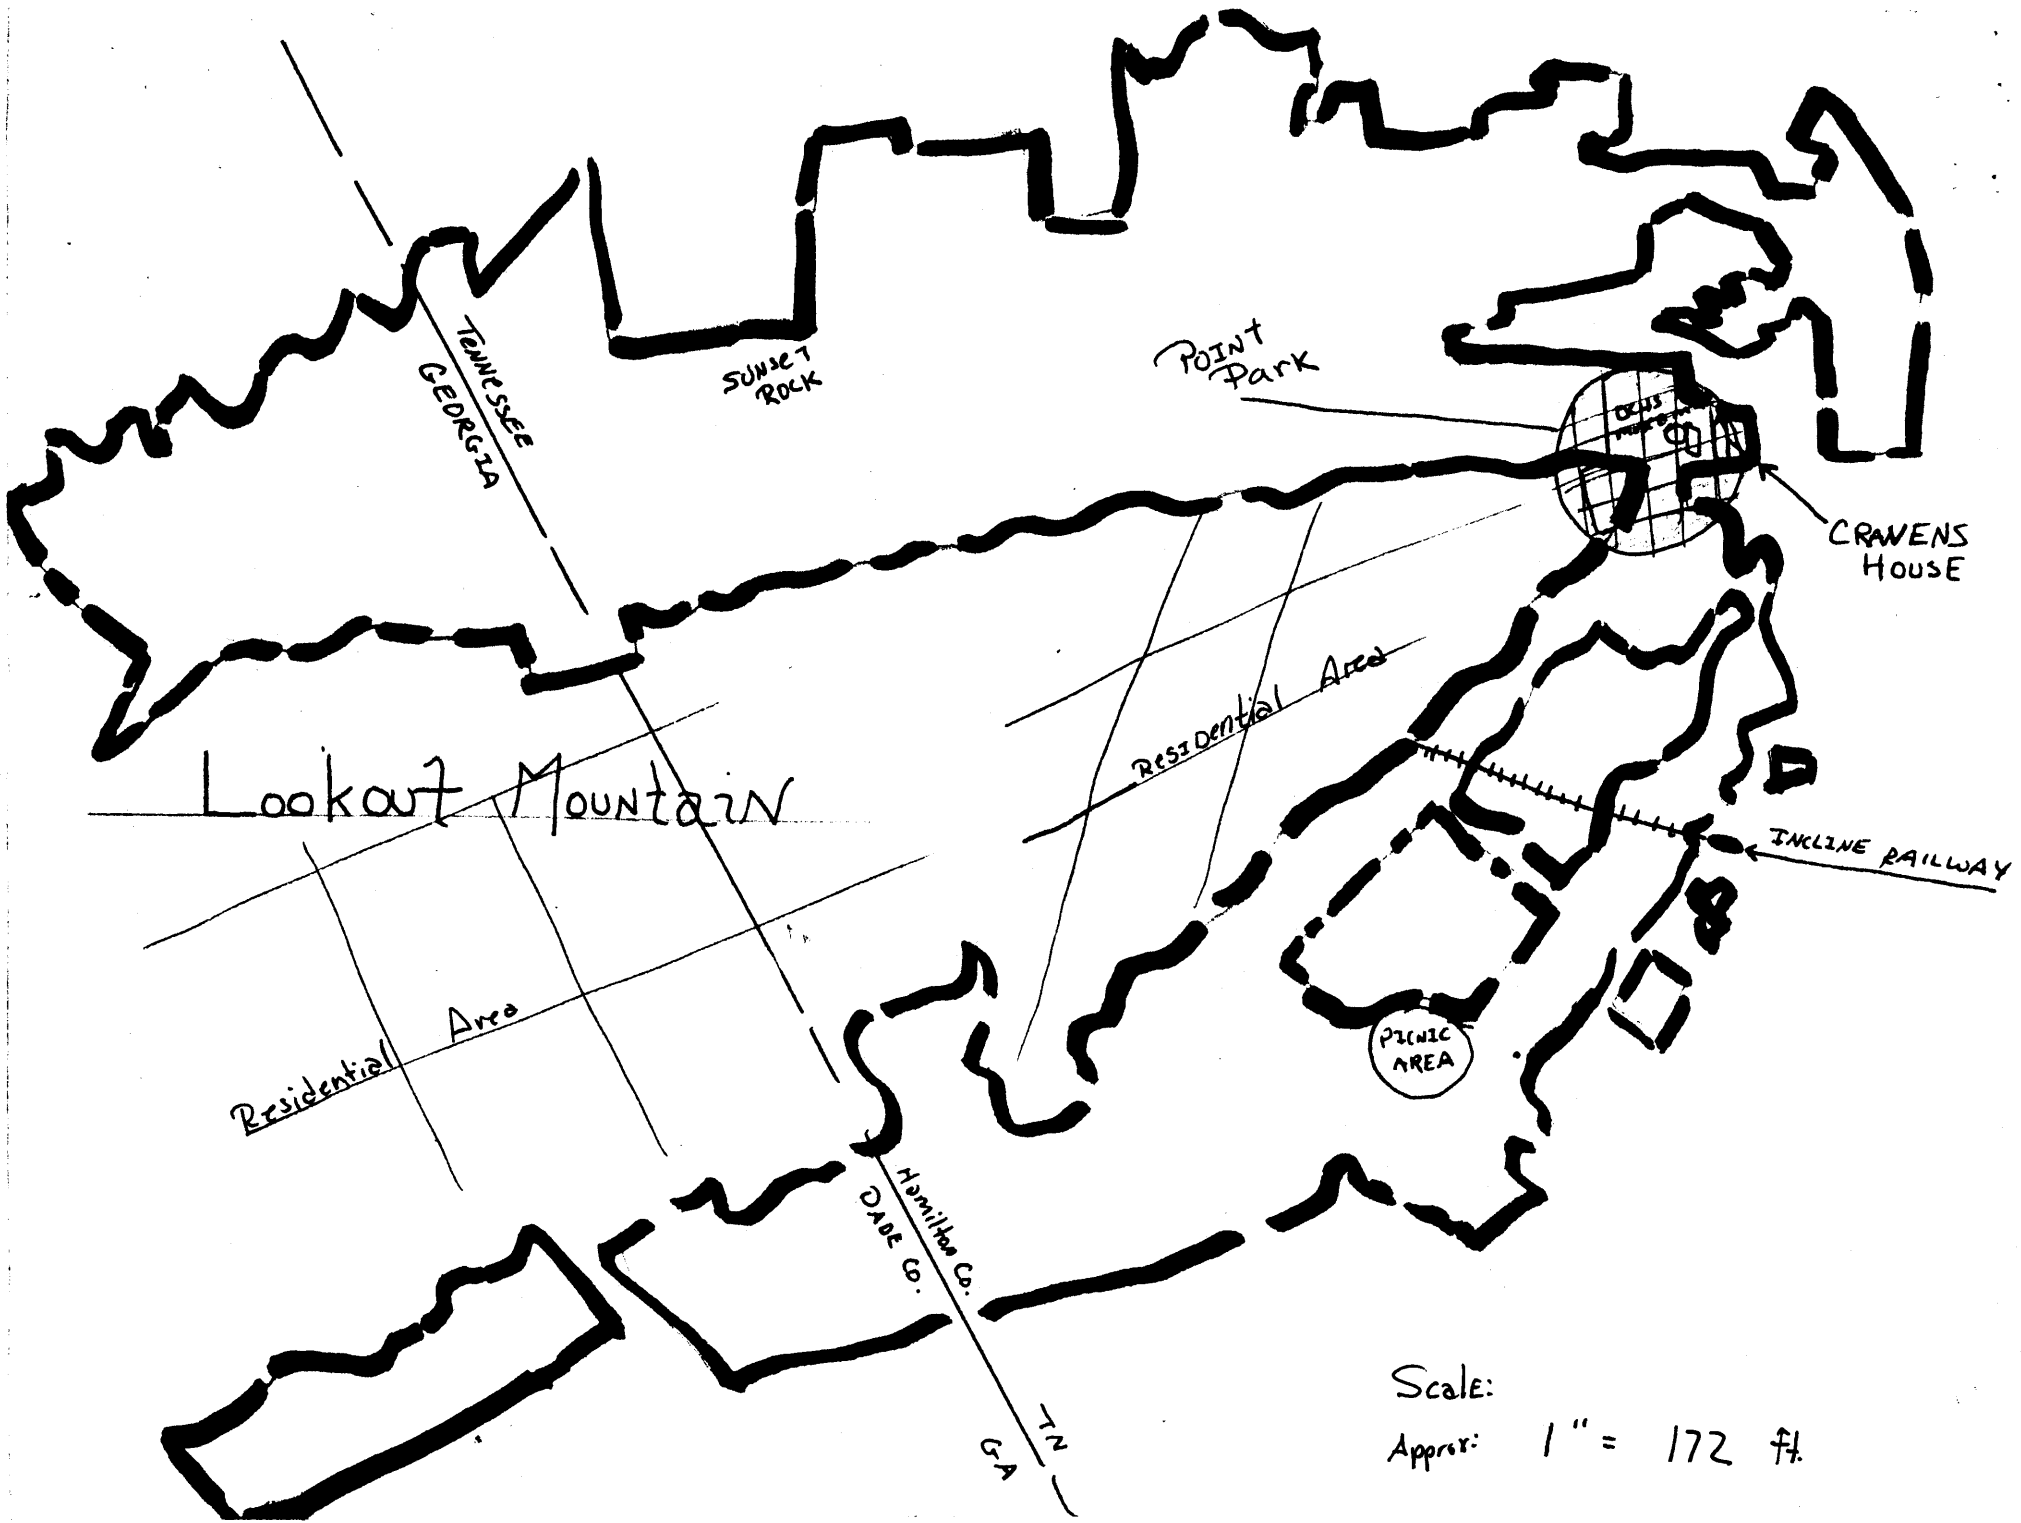 TENNESSEE
GEORGIA
SUNSET
ROCK
POINT
Park
OCHS
CRAVENS
HOUSE
Residential Area
Lookout Mountain
INCLINE RAILWAY
Residential Area
PICNIC
AREA
Hamilton Co.
DADE CO.
TN
GA
Scale:
Approx: 1" = 172 ft.